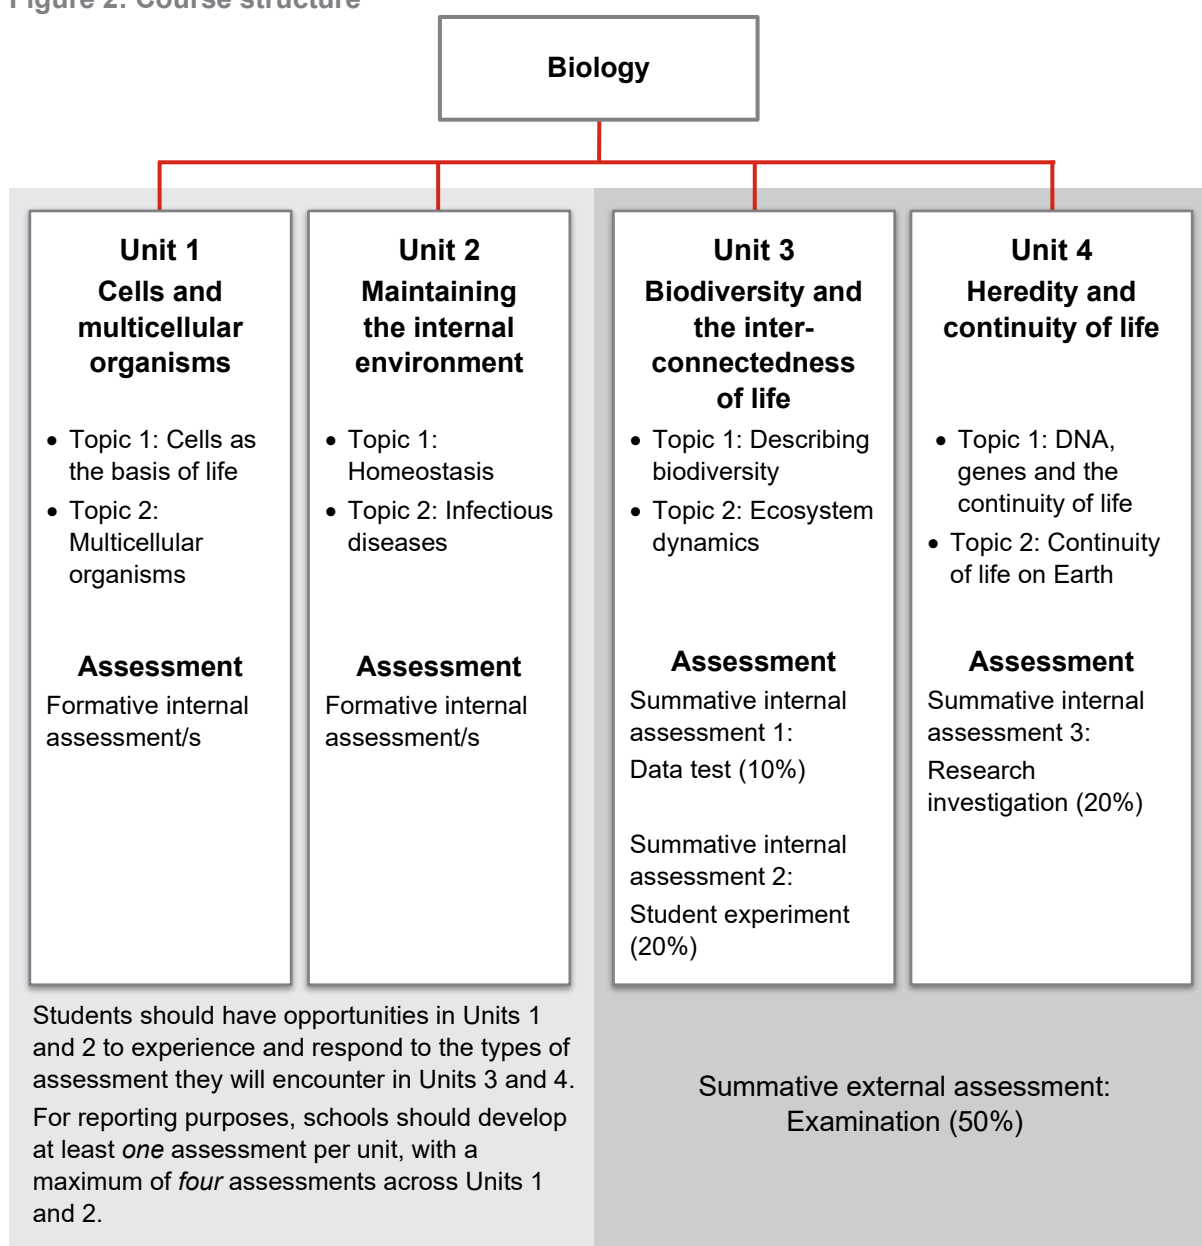 Figure 2: Course structure
Biology
Unit 1
Cells and
multicellular
organisms
• Topic 1: Cells as
the basis of life
• Topic 2:
Multicellular
organisms
Assessment
Formative internal
assessment/s
Unit 2
Maintaining
the internal
environment
• Topic 1:
Homeostasis
• Topic 2: Infectious
diseases
Assessment
Formative internal
assessment/s
Unit 3
Biodiversity and
the inter-
connectedness
of life
• Topic 1: Describing
biodiversity
• Topic 2: Ecosystem
dynamics
Assessment
Summative internal
assessment 1:
Data test (10%)
Summative internal
assessment 2:
Student experiment
(20%)
Unit 4
Heredity and
continuity of life
• Topic 1: DNA,
genes and the
continuity of life
• Topic 2: Continuity
of life on Earth
Assessment
Summative internal
assessment 3:
Research
investigation (20%)
Students should have opportunities in Units 1
and 2 to experience and respond to the types of
assessment they will encounter in Units 3 and 4.
For reporting purposes, schools should develop
at least one assessment per unit, with a
maximum of four assessments across Units 1
and 2.
Summative external assessment:
Examination (50%)